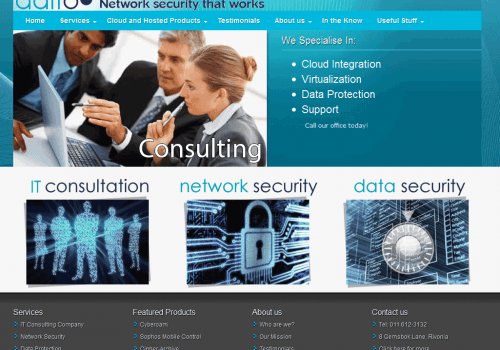 Network security that works
Home Services Cloud and Hosted Products Testimonials About us In the Know Useful Stuff
We Specialise In:
Cloud Integration
Virtualization
Data Protection
Support
Call our office today!
Consulting
IT consultation network security data security
Services Featured Products About us Contact us
IT Consulting Company Cyberoam Who are we? Tel: 011 612-3132
Network Security Sophos Mobile Control Our Mission 8 Gemsbok Lane, Rivonia
Data Protection Cipher Archive Testimonials Click here for more